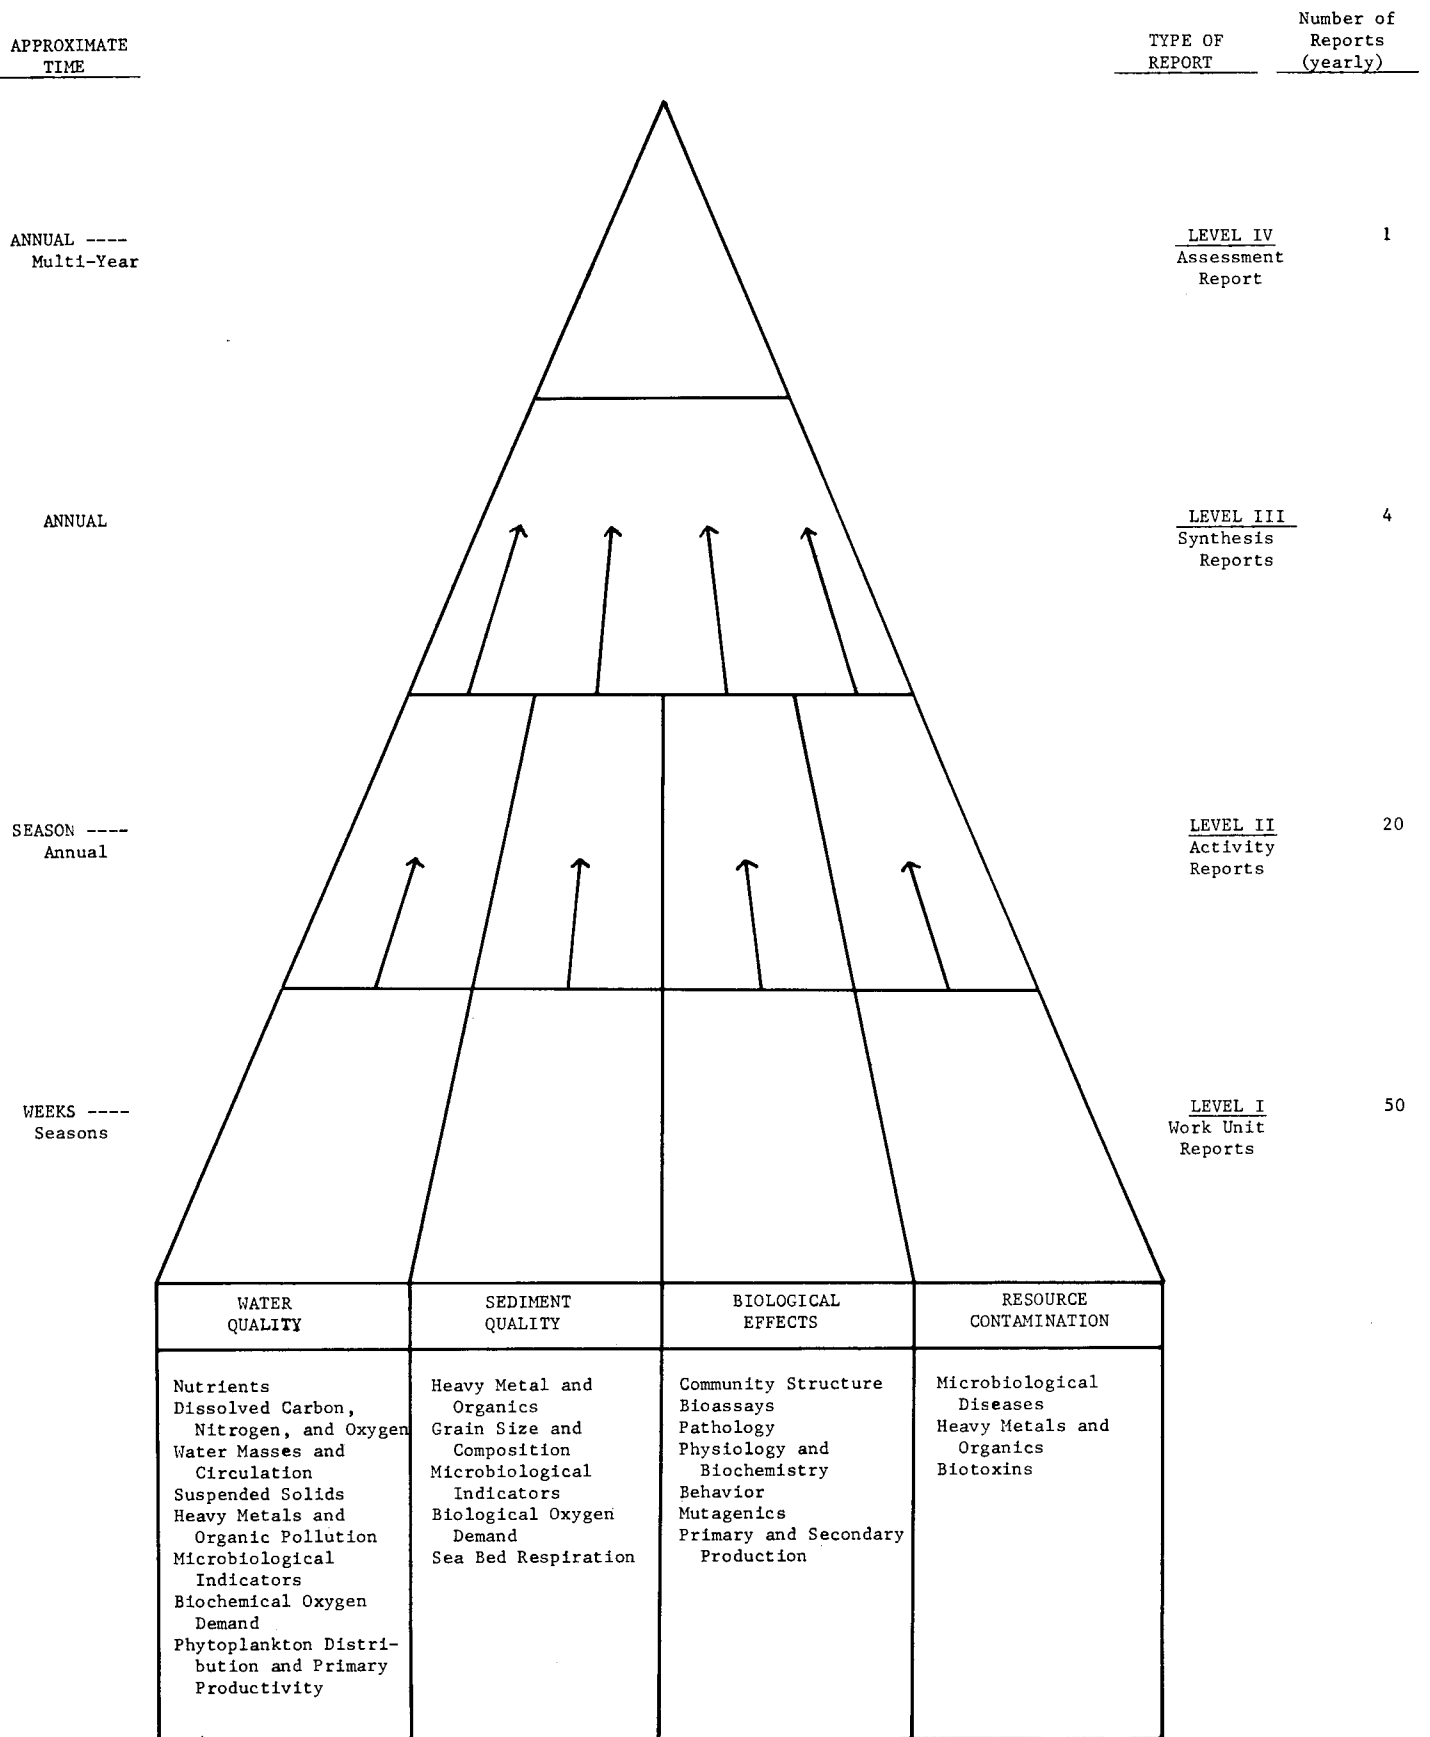 APPROXIMATE
TIME
TYPE OF
REPORT
Number of
Reports
(yearly)
ANNUAL ----
Multi-Year
LEVEL IV
Assessment
Report
1
ANNUAL
LEVEL III
Synthesis
Reports
4
SEASON ----
Annual
LEVEL II
Activity
Reports
20
WEEKS ----
Seasons
LEVEL I
Work Unit
Reports
50
WATER
QUALITY
Nutrients
Dissolved Carbon,
Nitrogen, and Oxygen
Water Masses and
Circulation
Suspended Solids
Heavy Metals and
Organic Pollution
Microbiological
Indicators
Biochemical Oxygen
Demand
Phytoplankton Distri-
bution and Primary
Productivity
SEDIMENT
QUALITY
Heavy Metal and
Organics
Grain Size and
Composition
Microbiological
Indicators
Biological Oxygen
Demand
Sea Bed Respiration
BIOLOGICAL
EFFECTS
Community Structure
Bioassays
Pathology
Physiology and
Biochemistry
Behavior
Mutagenics
Primary and Secondary
Production
RESOURCE
CONTAMINATION
Microbiological
Diseases
Heavy Metals and
Organics
Biotoxins